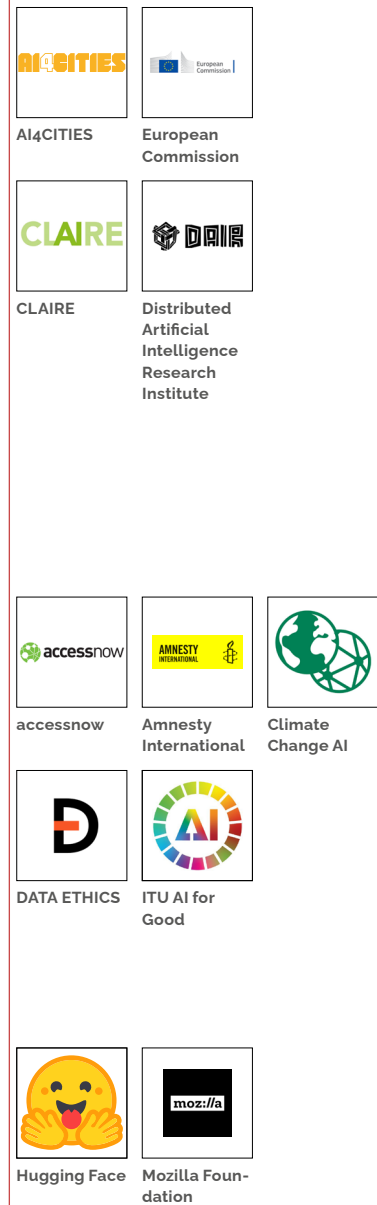 AI4CITIES
European
Commission
AI4CITIES
European
Commission
CLAIRE
DAIR
CLAIRE
Distributed
Artificial
Intelligence
Research
Institute
accessnow
AMNESTY
INTERNATIONAL
accessnow
Amnesty
International
Climate
Change AI
D
AI
DATA ETHICS
ITU AI for
Good
moz://a
Hugging Face
Mozilla Foun-
dation